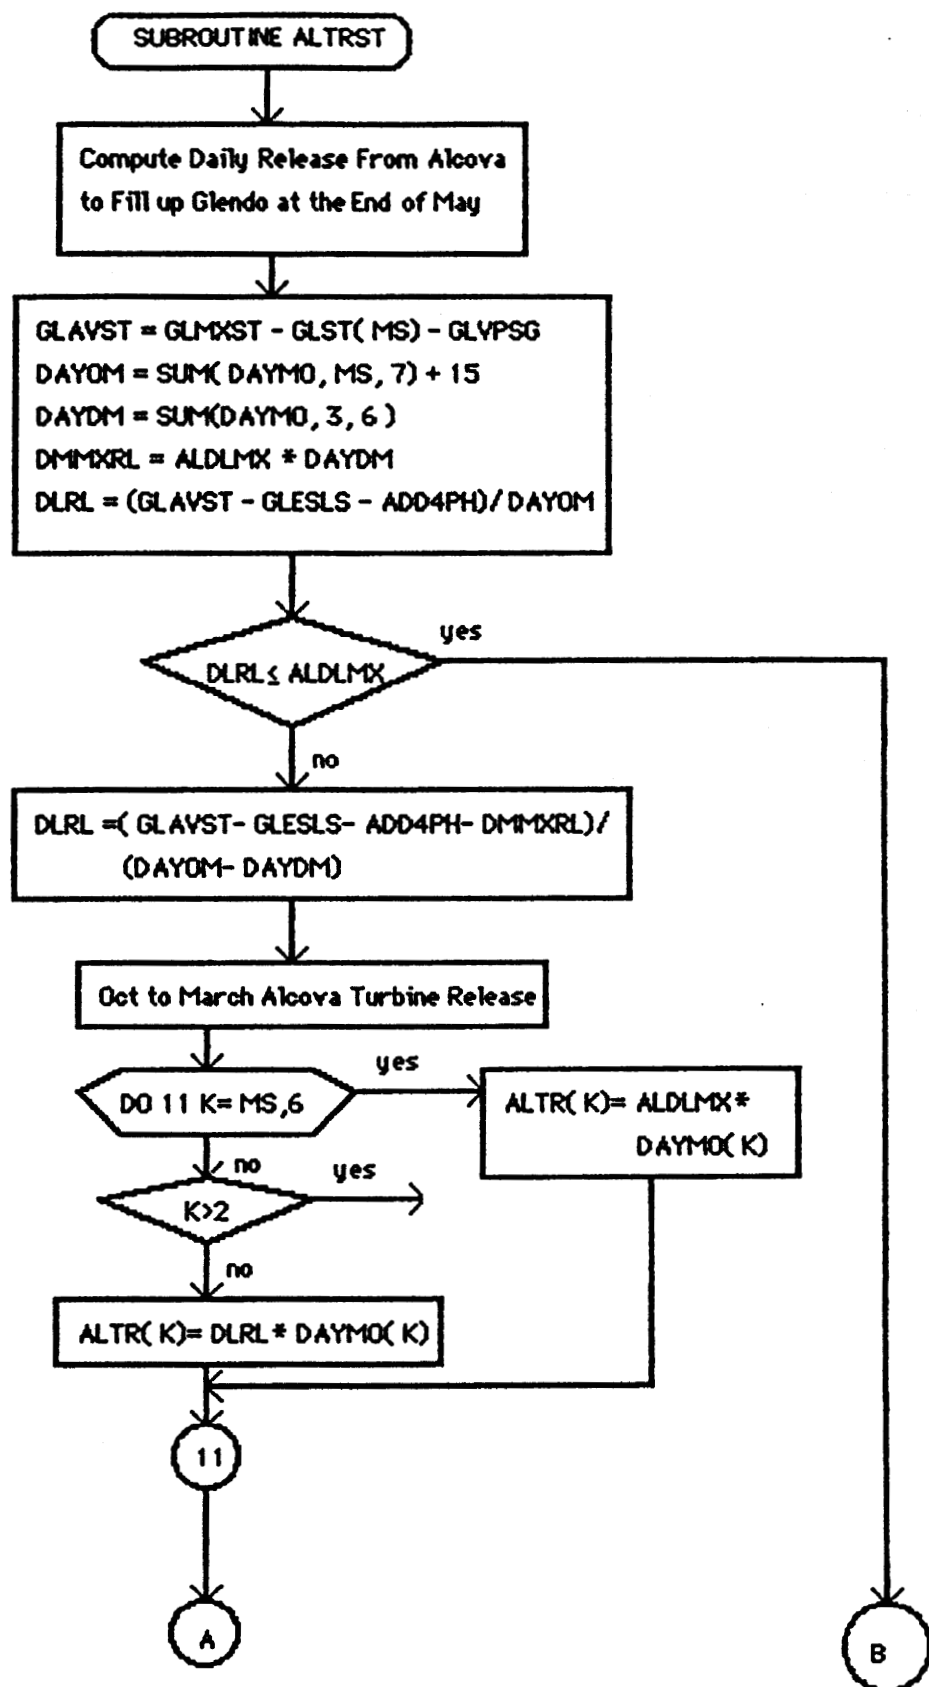 SUBROUTINE ALTRST
Compute Daily Release From Alcova
to Fill up Glendo at the End of May
GLAVST = GLMXST - GLST( MS) - GLVPSG
DAYOM = SUM( DAYMO, MS, 7) + 15
DAYDM = SUM(DAYMO, 3, 6 )
DMMXRL = ALDLMX * DAYDM
DLRL = (GLAVST - GLESLS - ADD4PH)/ DAYOM
yes
DLRL ≤ ALDLMX
no
DLRL =( GLAVST- GLESLS- ADD4PH- DMMXRL)/
(DAYOM- DAYDM)
Oct to March Alcova Turbine Release
yes
DO 11 K= MS,6
ALTR( K)= ALDLMX*
DAYMO( K)
no
yes
K>2
no
ALTR( K)= DLRL* DAYMO( K)
11
A
B